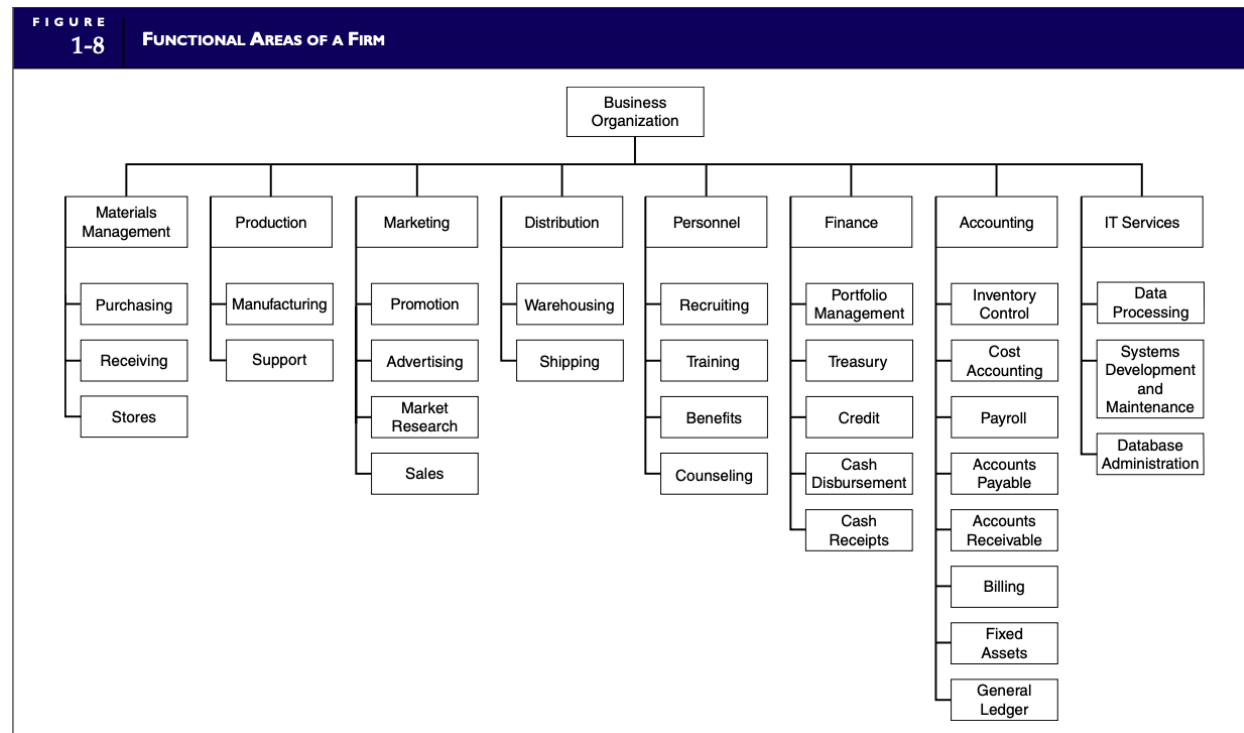 FIGURE
1-8
FUNCTIONAL AREAS OF A FIRM
Business
Organization
Materials
Management
Purchasing
Receiving
Stores
Production
Manufacturing
Support
Marketing
Promotion
Advertising
Market
Research
Sales
Distribution
Warehousing
Shipping
Personnel
Recruiting
Training
Benefits
Counseling
Finance
Portfolio
Management
Treasury
Credit
Cash
Disbursement
Cash
Receipts
Accounting
Inventory
Control
Cost
Accounting
Payroll
Accounts
Payable
Accounts
Receivable
Billing
Fixed
Assets
General
Ledger
IT Services
Data
Processing
Systems
Development
and
Maintenance
Database
Administration